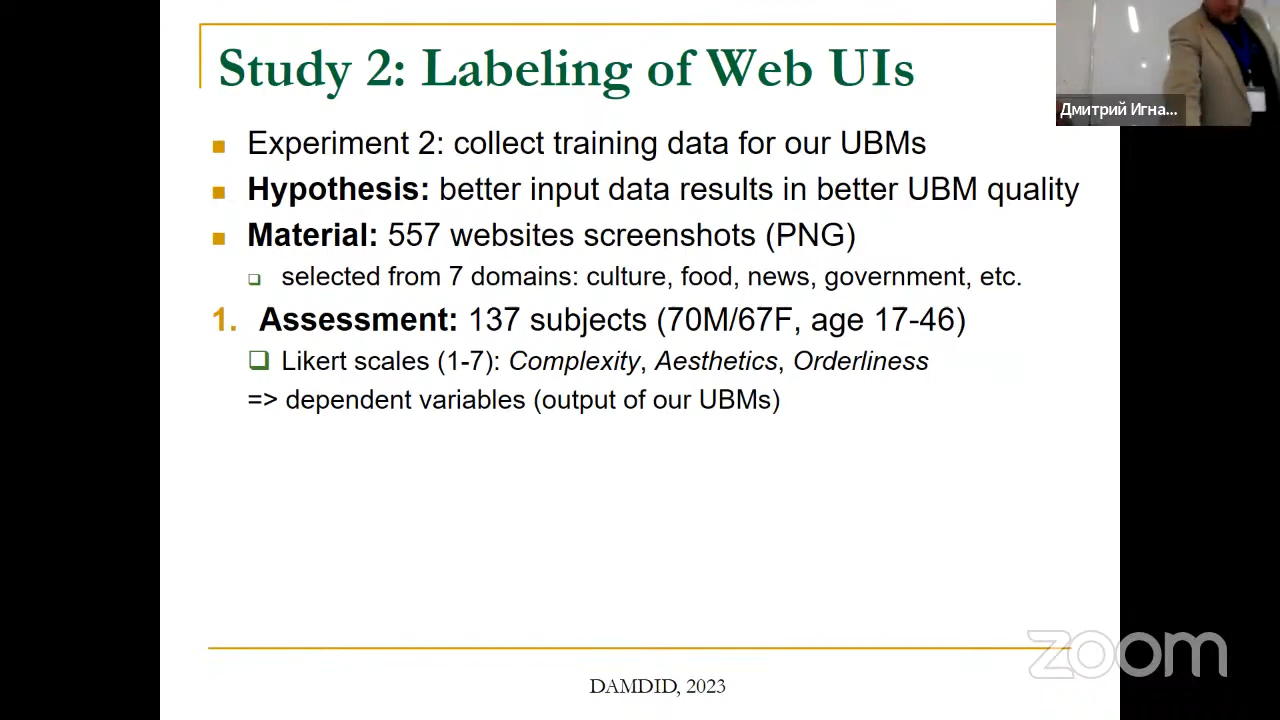 Study 2: Labeling of Web UIs
Дмитрий Игна...
Experiment 2: collect training data for our UBMs
Hypothesis: better input data results in better UBM quality
Material: 557 websites screenshots (PNG)
selected from 7 domains: culture, food, news, government, etc.
1. Assessment: 137 subjects (70M/67F, age 17-46)
Likert scales (1-7): Complexity, Aesthetics, Orderliness
=> dependent variables (output of our UBMs)
zoom
DAMDID, 2023